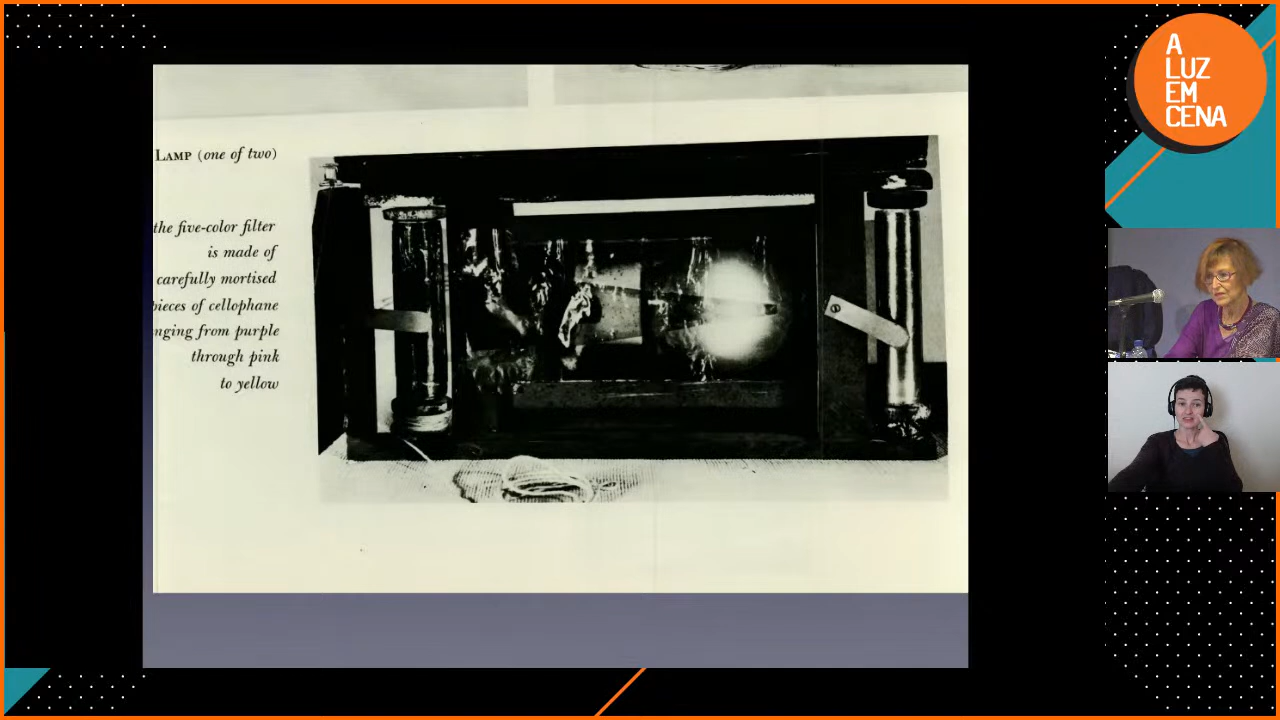 LAMP (one of two)
the five-color filter
is made of
carefully mortised
pieces of cellophane
nging from purple
through pink
to yellow
A
LUZ
EM
CENA